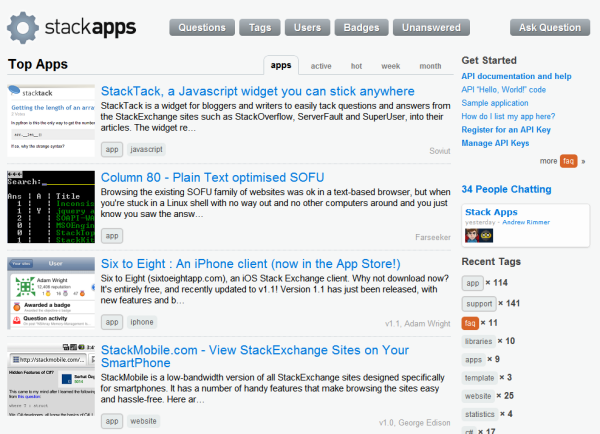 stackapps
Questions
Tags
Users
Badges
Unanswered
Ask Question
Top Apps
apps
active
hot
week
month
stacktack
Getting the length of an arra
In python is this the only way to get the number
If so, why the strange syntax?
StackTack, a Javascript widget you can stick anywhere
StackTack is a widget for bloggers and writers to easily tack questions and answers from
the StackExchange sites such as StackOverflow, ServerFault and SuperUser, into their
articles. The widget re...
app
javascript
Soviut
Search:
Ans | A | Title
Column 80 - Plain Text optimised SOFU
Browsing the existing SOFU family of websites was ok in a text-based browser, but when
you're stuck in a Linux shell with no way out and no other computers around and you just
know you saw the answ...
app
Farseeker
Adam Wright
Awarded a badge
Question activity
Six to Eight : An iPhone client (now in the App Store!)
Six to Eight (sixtoeightapp.com), an iOS Stack Exchange client. Why not download now?
It's entirely free, and recently updated to v1.1! Version 1.1 has just been released, with
new features and b...
app
iphone
v1.1, Adam Wright
http://stackmobile.com/
Hidden Features of C#?
StackMobile.com - View StackExchange Sites on Your
SmartPhone
StackMobile is a low-bandwidth version of all StackExchange sites designed specifically
for smartphones. It has a number of handy features that make browsing the sites easy
and hassle-free. Here ar...
app
website
v1.0, George Edison
Get Started
API documentation and help
API "Hello, World!" code
Sample application
How do I list my app here?
Register for an API Key
Manage API Keys
more faq »
34 People Chatting
Stack Apps
yesterday - Andrew Rimmer
Recent Tags
app × 114
support × 141
faq × 11
libraries × 10
apps × 9
template × 3
website × 25
statistics × 4
c# × 17